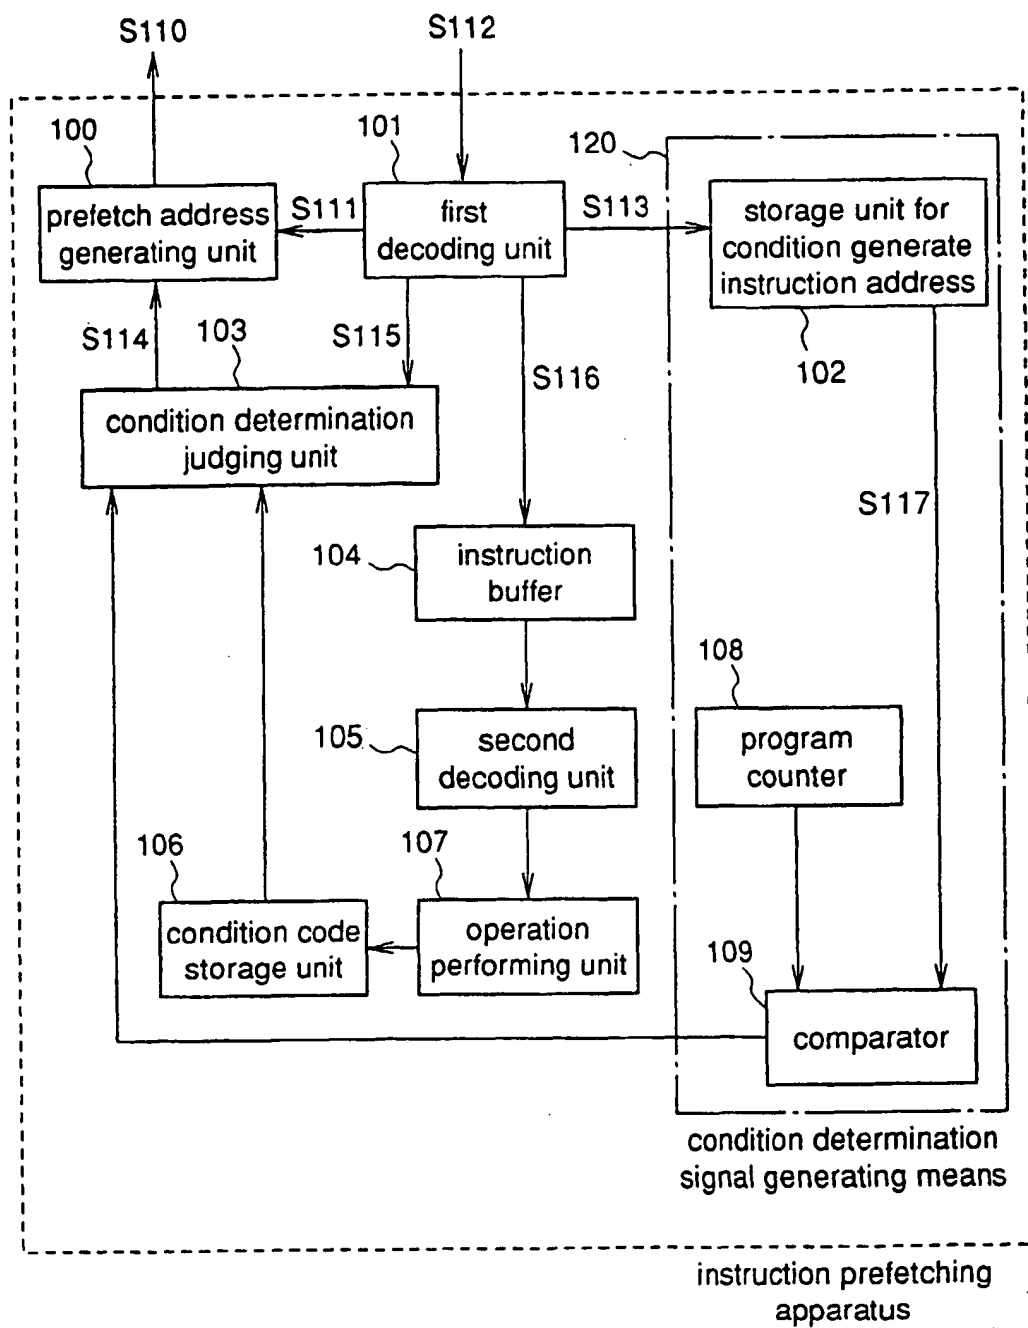 S110
S112
100
101
120
prefetch address
generating unit
S111
first
decoding unit
S113
storage unit for
condition generate
instruction address
S114
103
S115
S116
102
condition determination
judging unit
S117
104
instruction
buffer
108
105
second
decoding unit
program
counter
106
107
condition code
storage unit
operation
performing unit
109
comparator
condition determination
signal generating means
instruction prefetching
apparatus